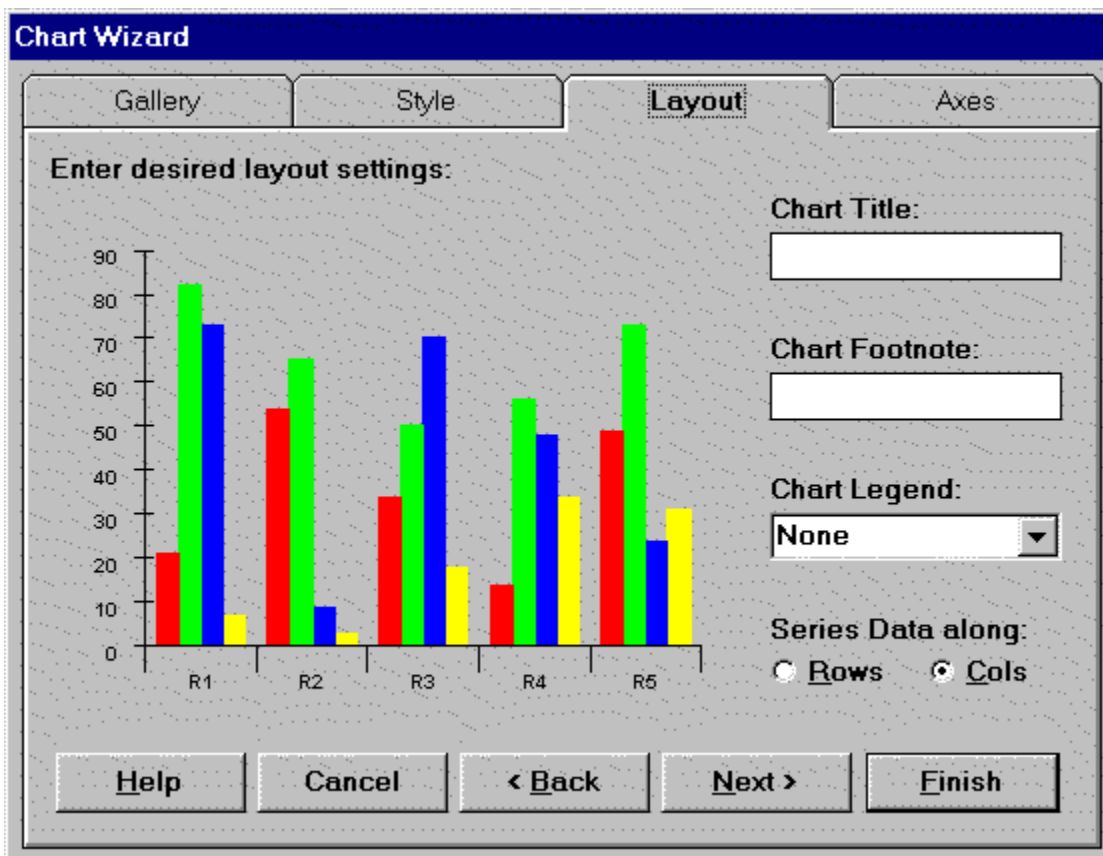 Chart Wizard
Gallery Style Layout Axes
Enter desired layout settings:
Chart Title:
90
80
70
60
50
40
30
20
10
0
R1 R2 R3 R4 R5
Chart Footnote:
Chart Legend:
None
Series Data along:
Rows Cols
Help Cancel < Back Next > Finish